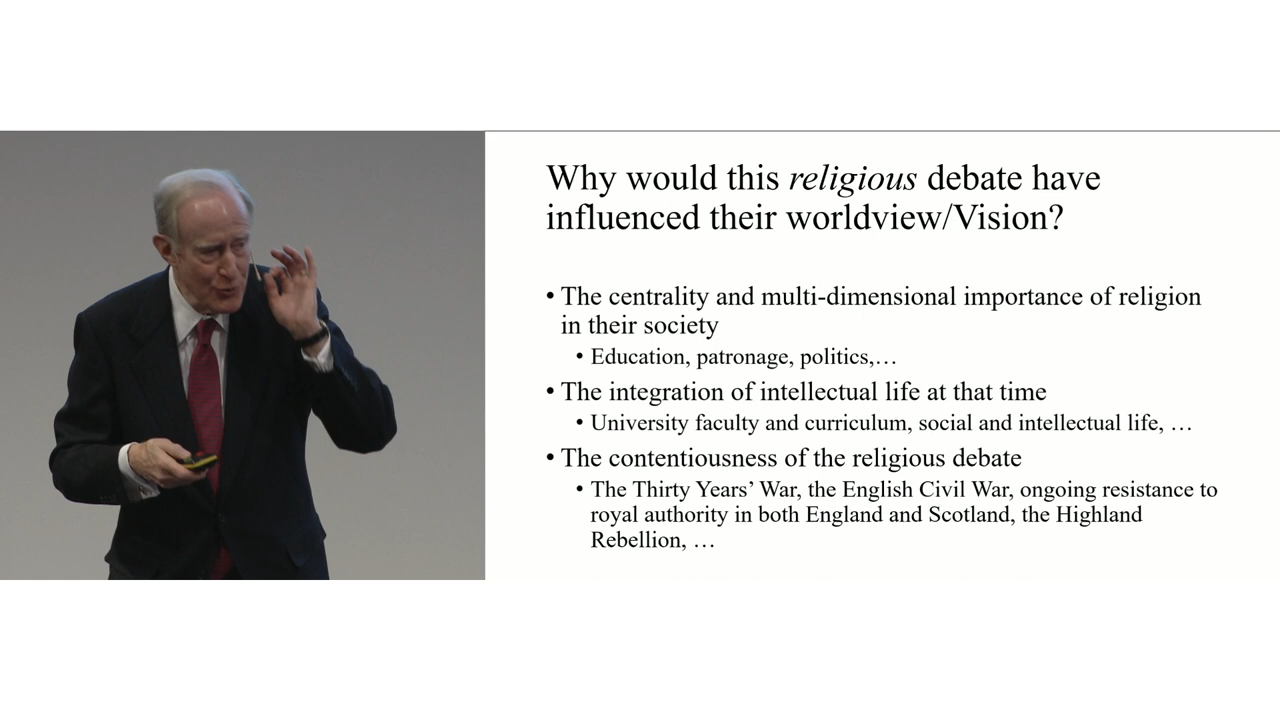 Why would this religious debate have
influenced their worldview/Vision?
• The centrality and multi-dimensional importance of religion
in their society
• Education, patronage, politics,…
• The integration of intellectual life at that time
• University faculty and curriculum, social and intellectual life, …
• The contentiousness of the religious debate
• The Thirty Years’ War, the English Civil War, ongoing resistance to
royal authority in both England and Scotland, the Highland
Rebellion, …